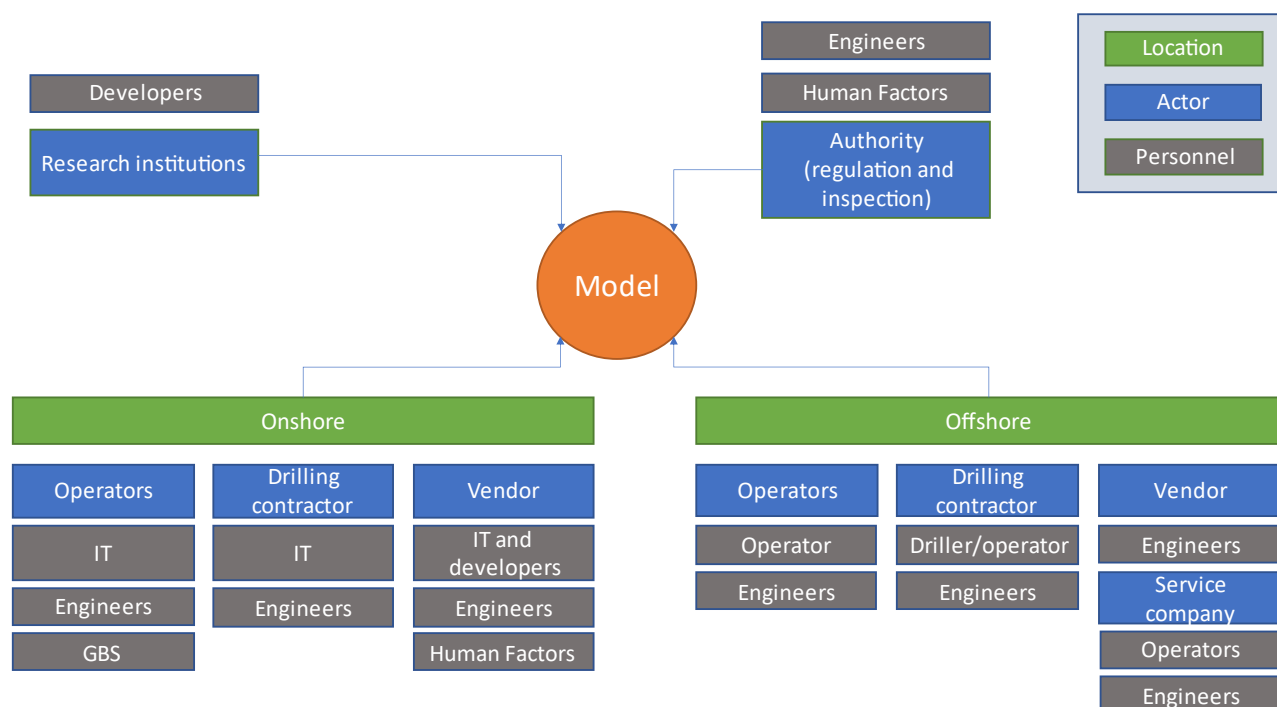 Engineers
Developers
Human Factors
Research institutions
Authority
(regulation and
inspection)
Location
Actor
Personnel
Model
Onshore
Operators
Drilling
contractor
Vendor
IT
IT
IT and
developers
Engineers
Engineers
Engineers
GBS
Human Factors
Offshore
Operators
Drilling
contractor
Vendor
Operator
Driller/operator
Engineers
Engineers
Engineers
Service
company
Operators
Engineers